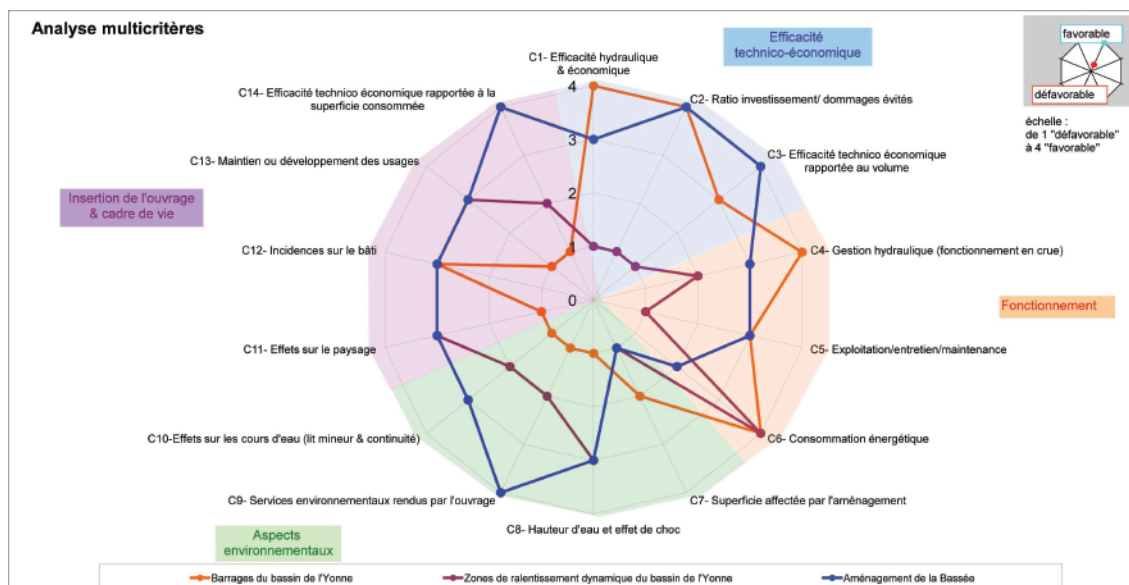 Analyse multicritères
Efficacité
technico-économique
favorable
défavorable
échelle :
de 1 "défavorable"
à 4 "favorable"
C1- Efficacité hydraulique
& économique
C2- Ratio investissement/ dommages évités
C3- Efficacité technico économique
rapportée au volume
C4- Gestion hydraulique (fonctionnement en crue)
Fonctionnement
C5- Exploitation/entretien/maintenance
C6- Consommation énergétique
C7- Superficie affectée par l'aménagement
C8- Hauteur d'eau et effet de choc
C9- Services environnementaux rendus par l'ouvrage
Aspects
environnementaux
C10-Effets sur les cours d'eau (lit mineur & continuité)
C11- Effets sur le paysage
C12- Incidences sur le bâti
Insertion de l'ouvrage
& cadre de vie
C13- Maintien ou développement des usages
C14- Efficacité technico économique rapportée à la
superficie consommée
4
3
2
1
0
Barrages du bassin de l'Yonne
Zones de ralentissement dynamique du bassin de l'Yonne
Aménagement de la Bassée